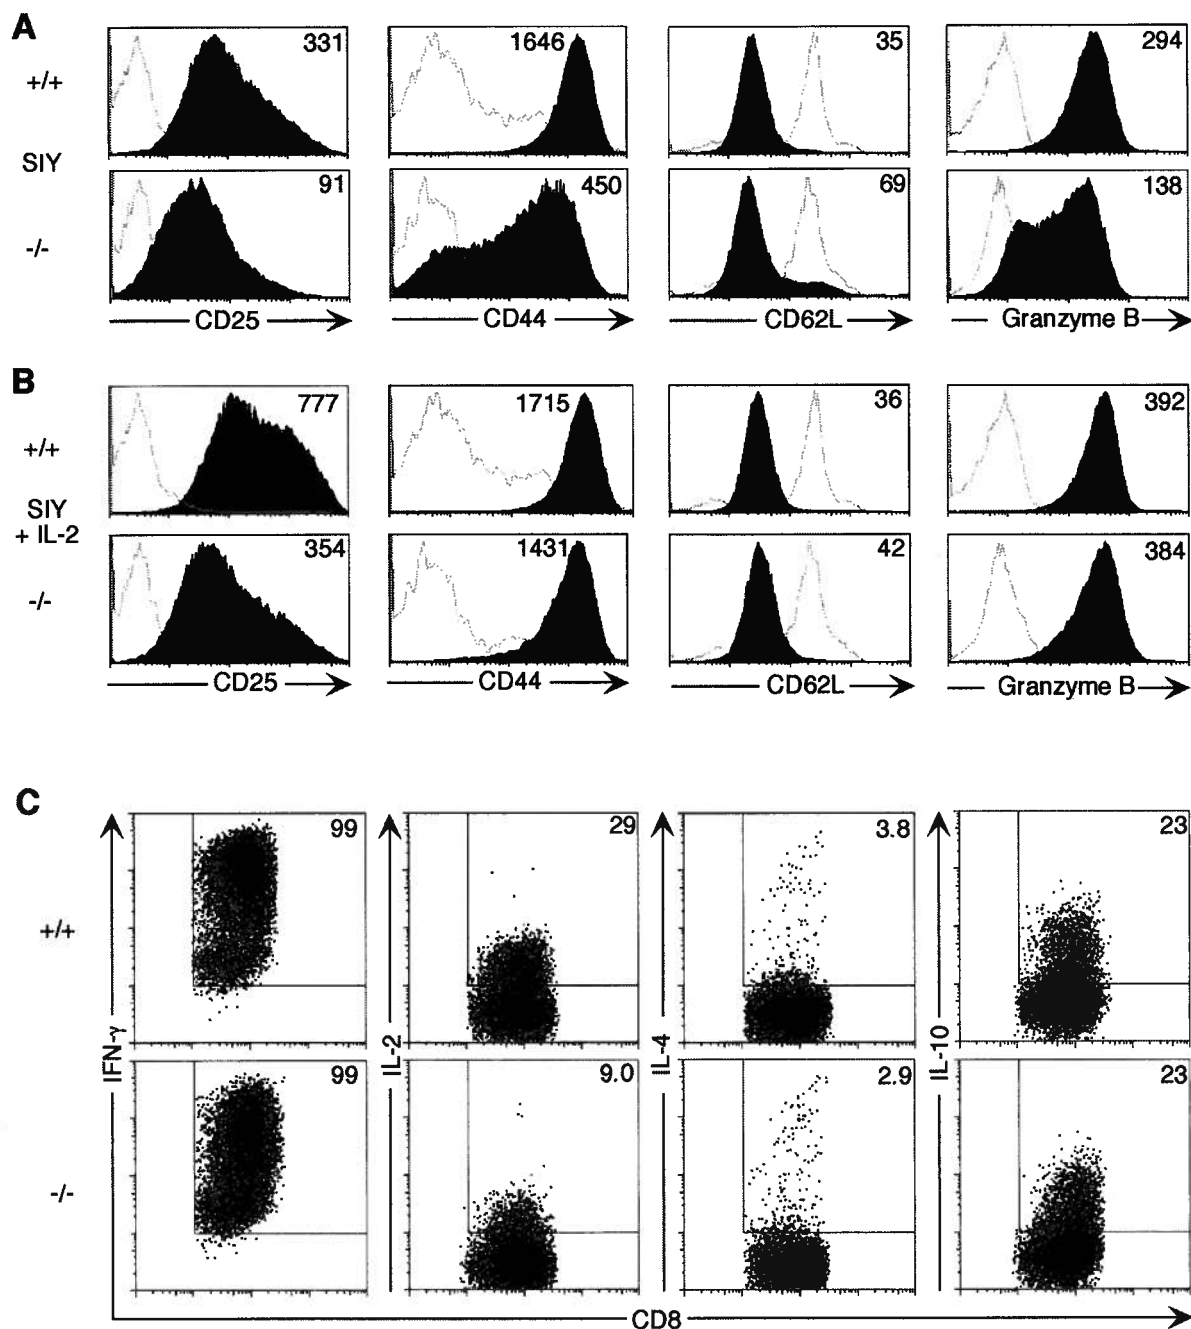 A
+/+
331
1646
35
294
SIY
-/-
91
450
69
138
CD25
CD44
CD62L
Granzyme B
B
+/+
777
1715
36
392
SIY
+ IL-2
-/-
354
1431
42
384
CD25
CD44
CD62L
Granzyme B
C
+/+
99
29
3.8
23
IFN-γ
IL-2
IL-4
IL-10
-/-
99
9.0
2.9
23
CD8